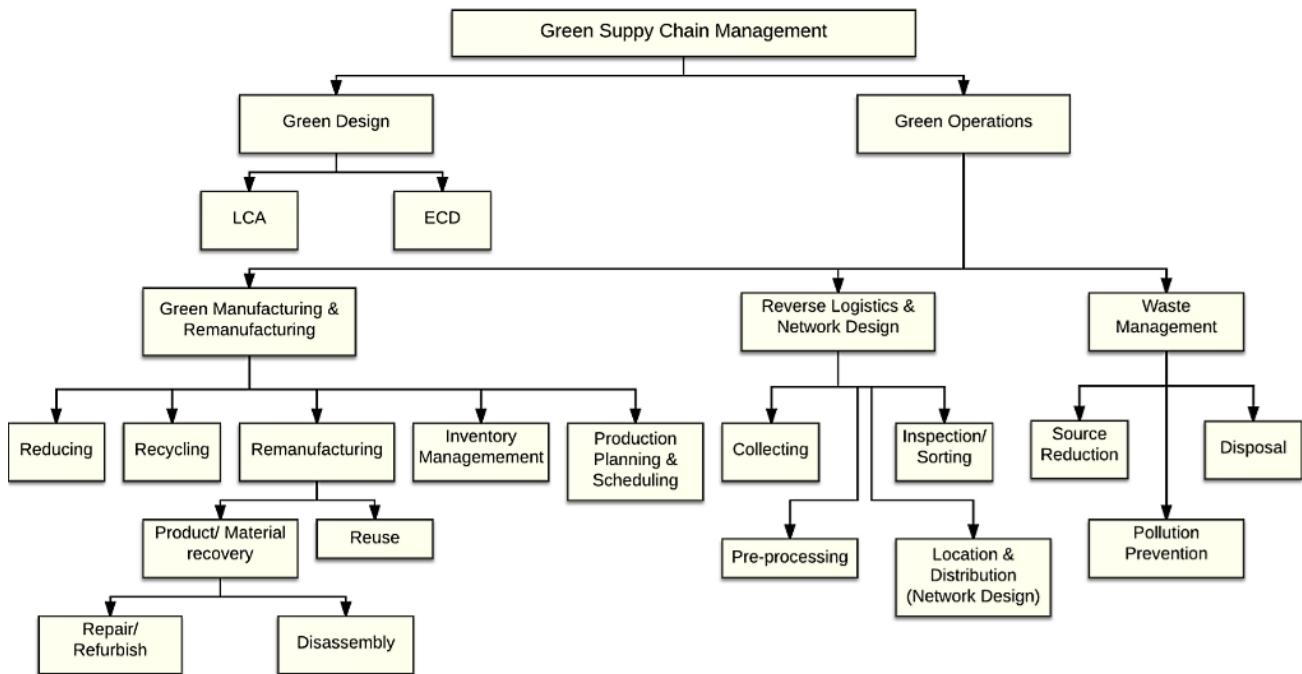 Green Suppy Chain Management
Green Design
Green Operations
LCA
ECD
Green Manufacturing &
Remanufacturing
Reverse Logistics &
Network Design
Waste
Management
Reducing
Recycling
Remanufacturing
Inventory
Managemement
Production
Planning &
Scheduling
Collecting
Inspection/
Sorting
Source
Reduction
Disposal
Product/ Material
recovery
Reuse
Pre-processing
Location &
Distribution
(Network Design)
Pollution
Prevention
Repair/
Refurbish
Disassembly